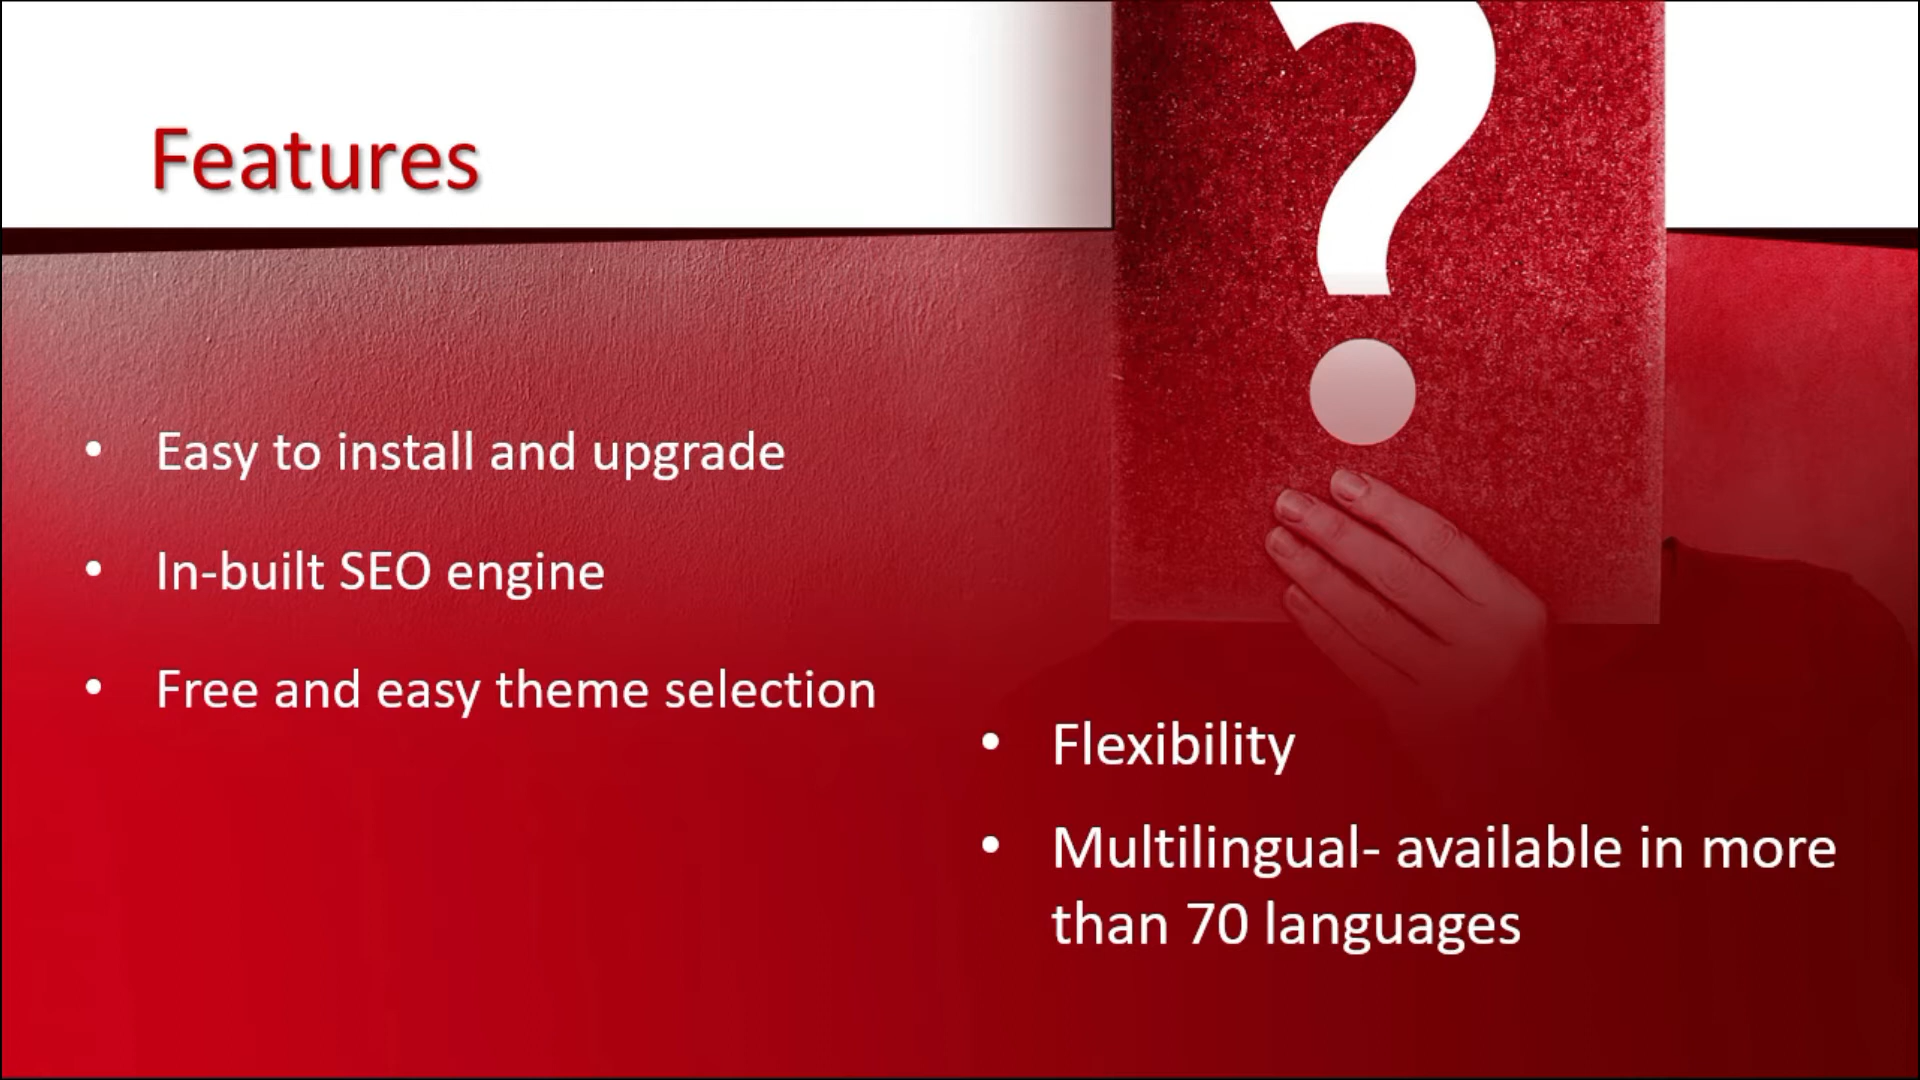 Features
?
• Easy to install and upgrade
• In-built SEO engine
• Free and easy theme selection
• Flexibility
• Multilingual- available in more
than 70 languages